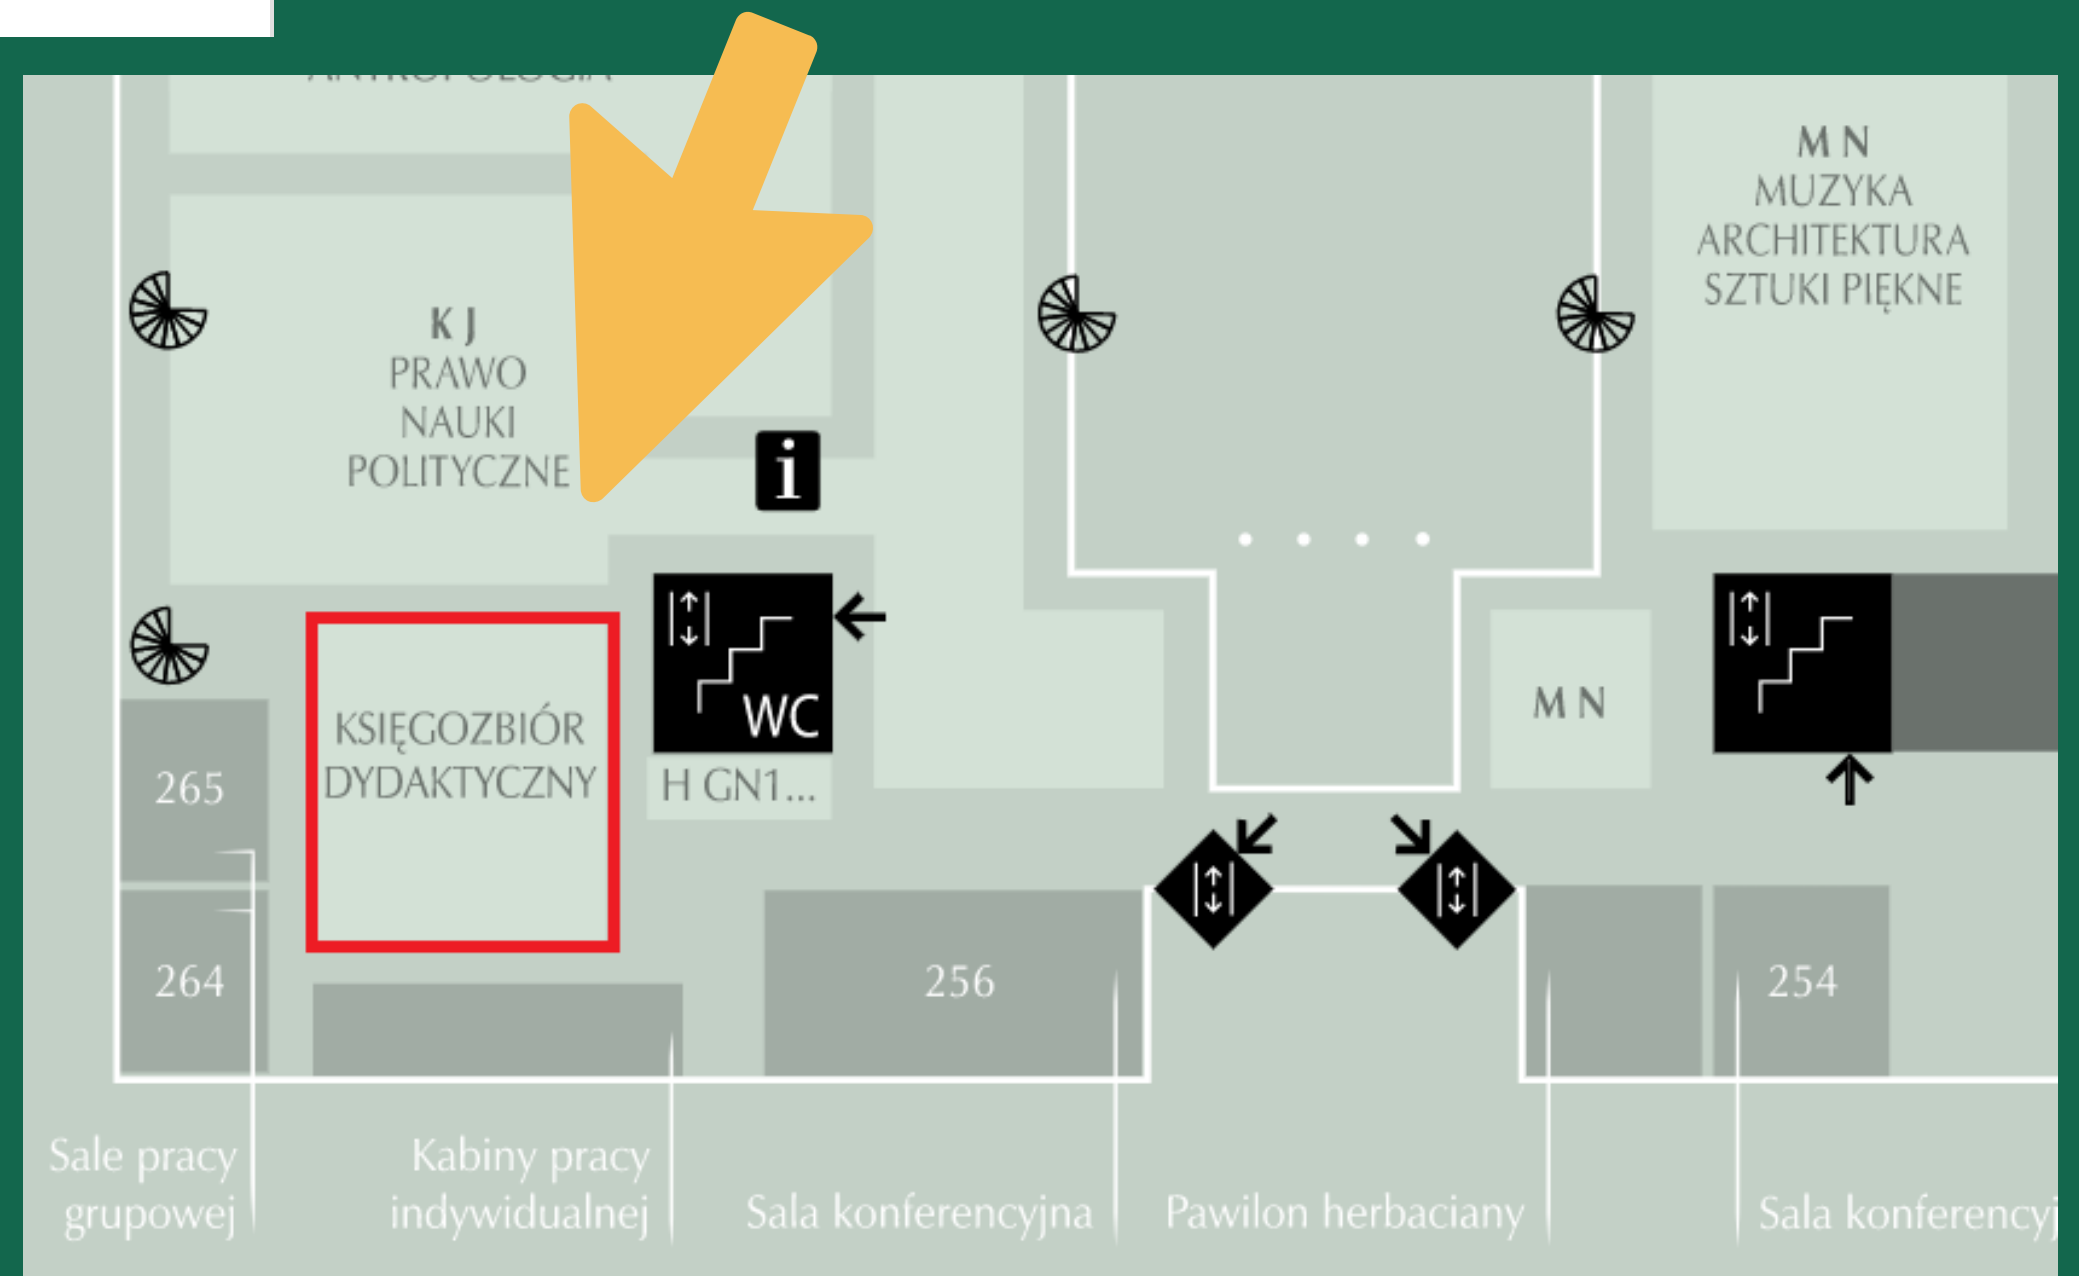 ANTROPOLOGIA
M N
MUZYKA
ARCHITEKTURA
SZTUKI PIĘKNE
K J
PRAWO
NAUKI
POLITYCZNE
i
KSIĘGOZBIÓR
DYDAKTYCZNY
WC
H GN1...
M N
265
264
256
254
Sale pracy
grupowej
Kabiny pracy
indywidualnej
Sala konferencyjna
Pawilon herbaciany
Sala konferencyj